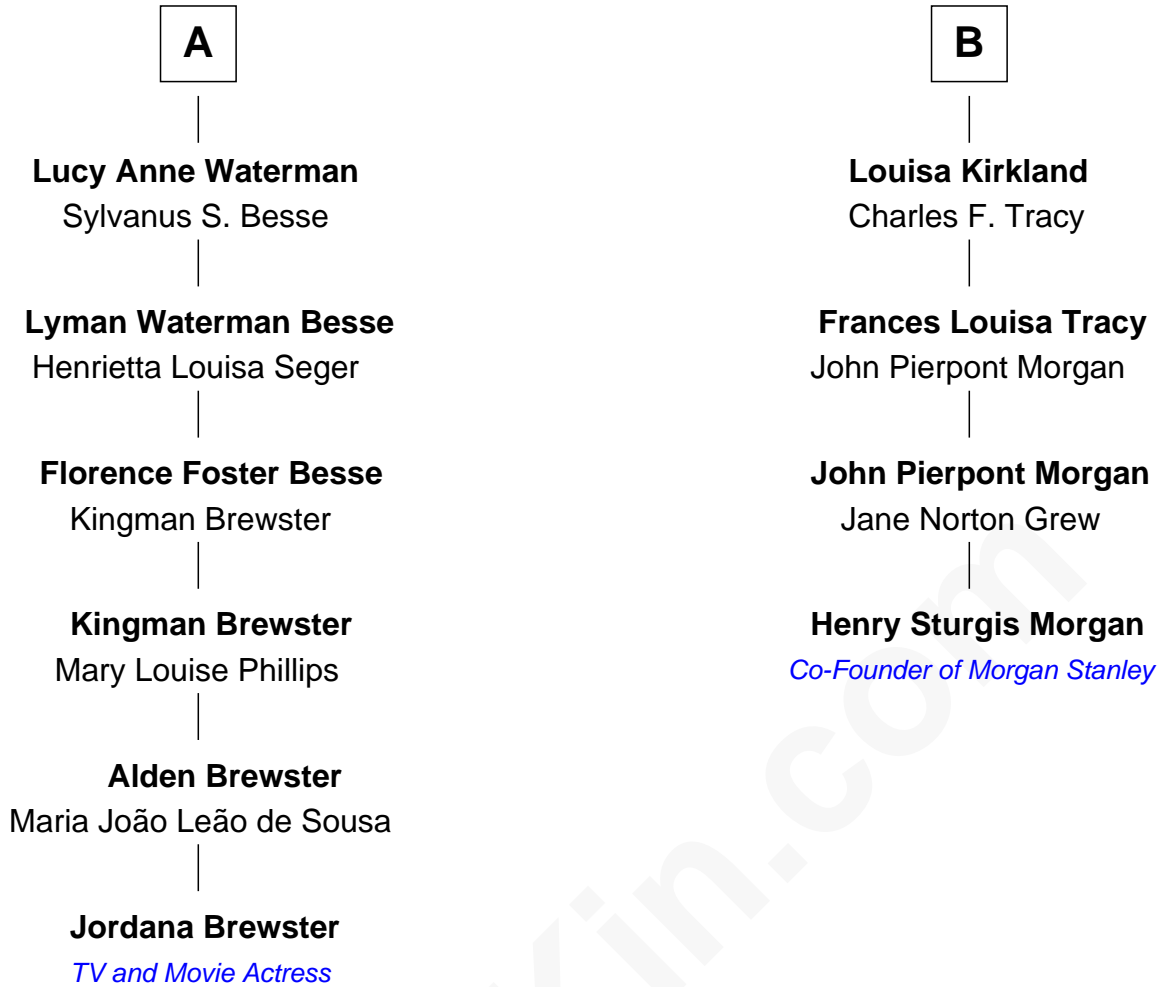 A
Lucy Anne Waterman
Sylvanus S. Besse
Lyman Waterman Besse
Henrietta Louisa Seger
Florence Foster Besse
Kingman Brewster
Kingman Brewster
Mary Louise Phillips
Alden Brewster
Maria João Leão de Sousa
Jordana Brewster
TV and Movie Actress
B
Louisa Kirkland
Charles F. Tracy
Frances Louisa Tracy
John Pierpont Morgan
John Pierpont Morgan
Jane Norton Grew
Henry Sturgis Morgan
Co-Founder of Morgan Stanley
Kin.com